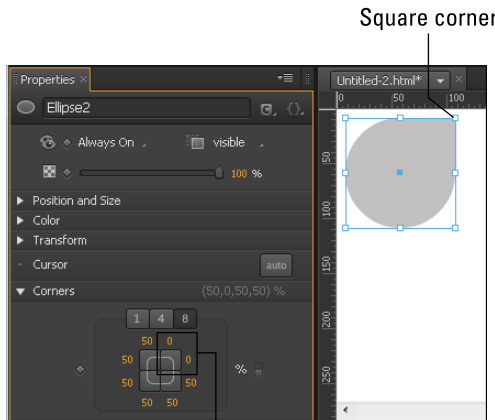 Square corner
Properties ×
Untitled-2.html* ×
Ellipse2
0 50 100
Always On visible
100 %
50
Position and Size
Color
100
Transform
Cursor auto
150
Corners (50,0,50,50) %
1 4 8
200
50 0
50 0
%
50 50
50 50
250